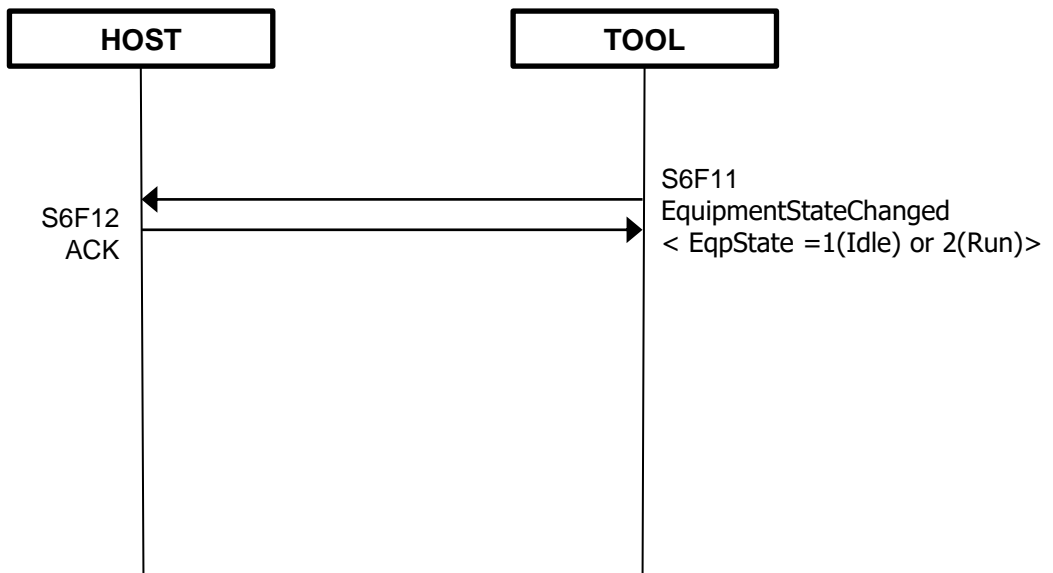 HOST
TOOL
S6F11
EquipmentStateChanged
< EqpState =1(Idle) or 2(Run)>
S6F12
ACK